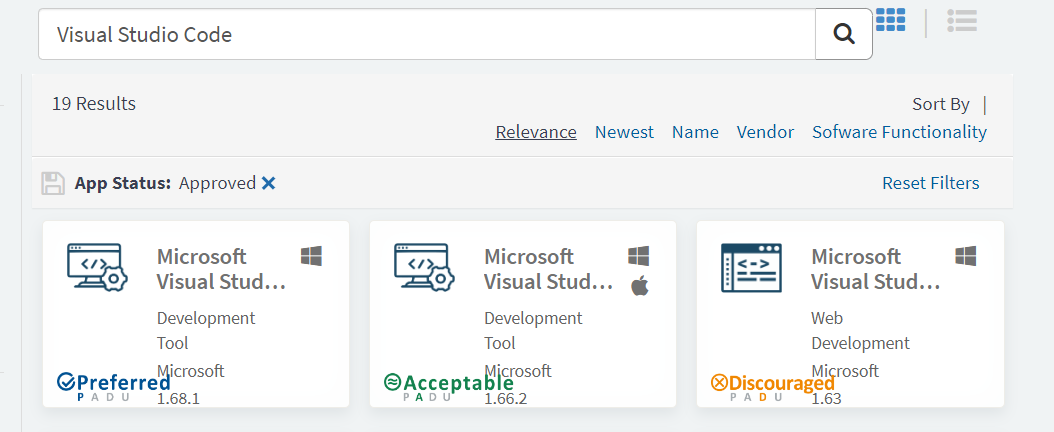 Visual Studio Code
19 Results
Sort By |
Relevance Newest Name Vendor Sofware Functionality
App Status: Approved
Reset Filters
Microsoft
Visual Stud...
Development
Tool
Microsoft
Preferred
PADU
1.68.1
Microsoft
Visual Stud...
Development
Tool
Microsoft
Acceptable
PADU
1.66.2
Microsoft
Visual Stud...
Web
Development
Microsoft
Discouraged
PADU
1.63